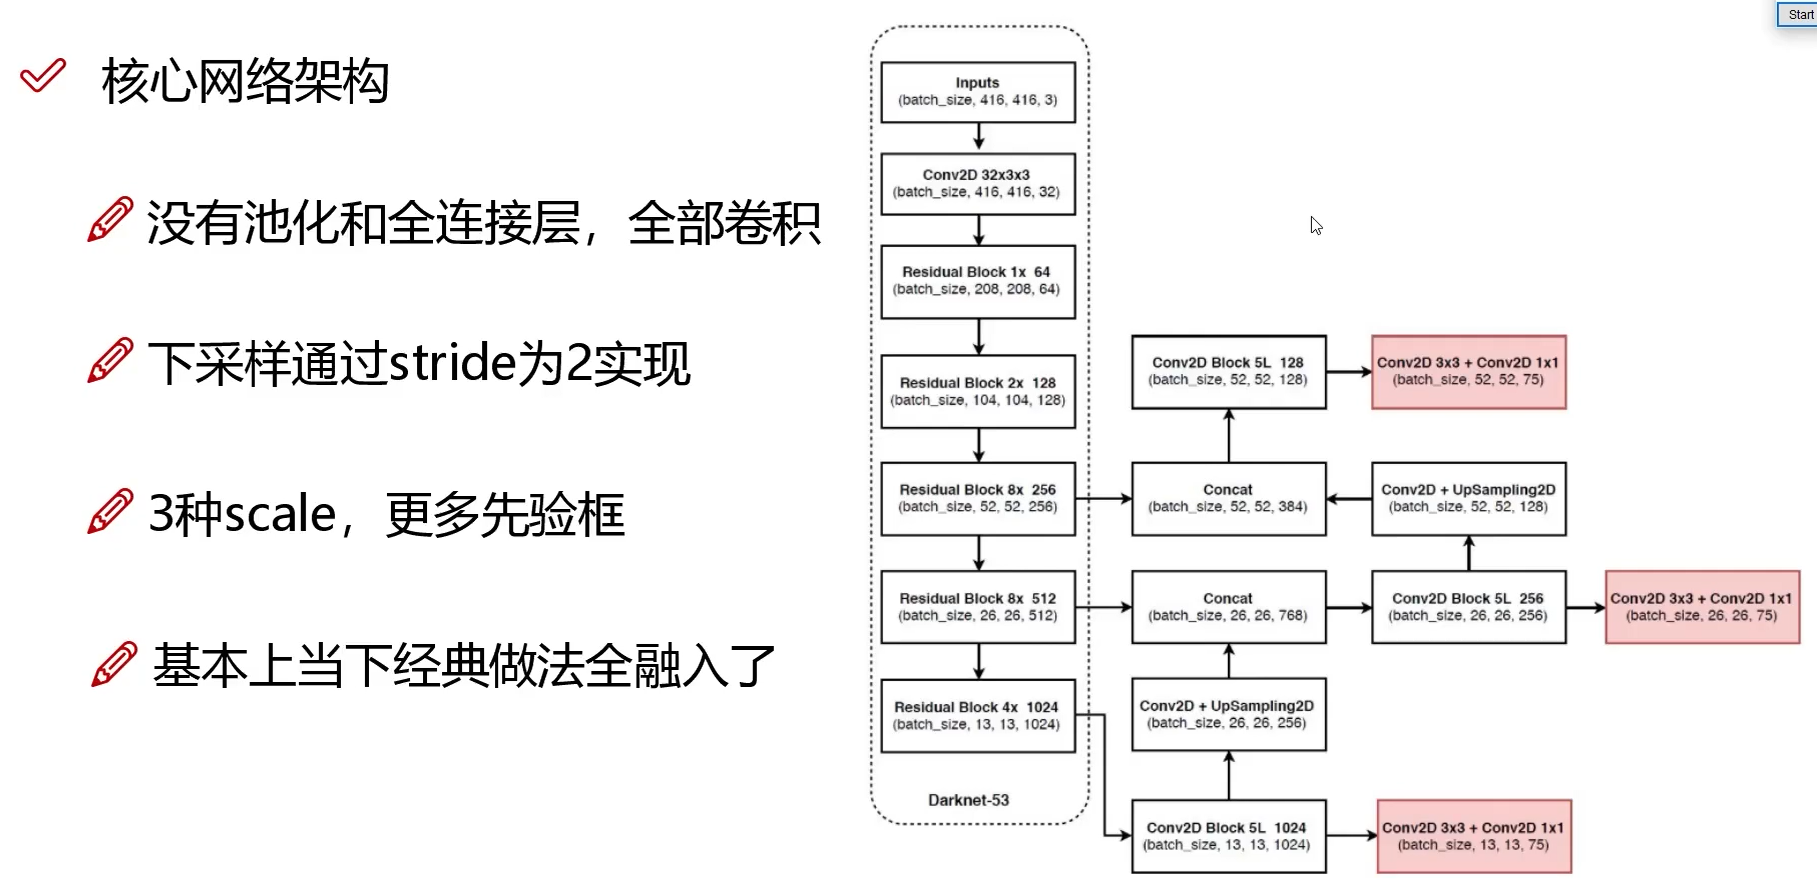 Start
核心网络架构
没有池化和全连接层，全部卷积
下采样通过stride为2实现
3种scale，更多先验框
基本上当下经典做法全融入了
Inputs
(batch_size, 416, 416, 3)
Conv2D 32x3x3
(batch_size, 416, 416, 32)
Residual Block 1x 64
(batch_size, 208, 208, 64)
Residual Block 2x 128
(batch_size, 104, 104, 128)
Residual Block 8x 256
(batch_size, 52, 52, 256)
Residual Block 8x 512
(batch_size, 26, 26, 512)
Residual Block 4x 1024
(batch_size, 13, 13, 1024)
Darknet-53
Conv2D Block 5L 128
(batch_size, 52, 52, 128)
Conv2D 3x3 + Conv2D 1x1
(batch_size, 52, 52, 75)
Concat
(batch_size, 52, 52, 384)
Conv2D + UpSampling2D
(batch_size, 52, 52, 128)
Concat
(batch_size, 26, 26, 768)
Conv2D Block 5L 256
(batch_size, 26, 26, 256)
Conv2D 3x3 + Conv2D 1x1
(batch_size, 26, 26, 75)
Conv2D + UpSampling2D
(batch_size, 26, 26, 256)
Conv2D Block 5L 1024
(batch_size, 13, 13, 1024)
Conv2D 3x3 + Conv2D 1x1
(batch_size, 13, 13, 75)